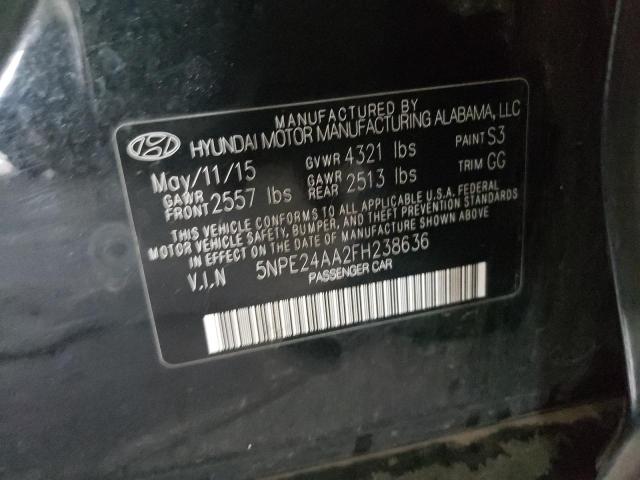 MANUFACTURED BY
HYUNDAI MOTOR MANUFACTURING ALABAMA, LLC
May/11/15 GVWR 4321 lbs PAINT S3
GAWR FRONT 2557 lbs GAWR REAR 2513 lbs TRIM GG
THIS VEHICLE CONFORMS TO ALL APPLICABLE U.S.A. FEDERAL
MOTOR VEHICLE SAFETY, BUMPER, AND THEFT PREVENTION STANDARDS
IN EFFECT ON THE DATE OF MANUFACTURE SHOWN ABOVE.
V.I.N 5NPE24AA2FH238636
PASSENGER CAR